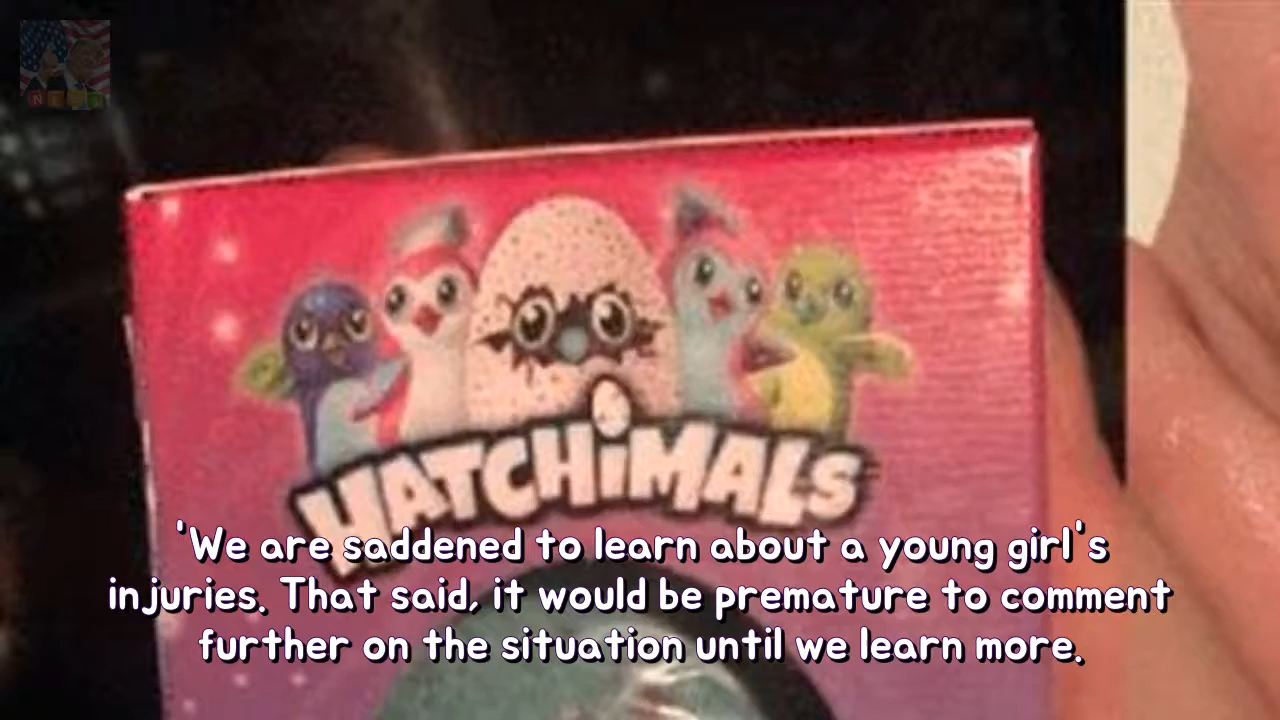 HATCHiMALS
'We are saddened to learn about a young girl's
injuries. That said, it would be premature to comment
further on the situation until we learn more.